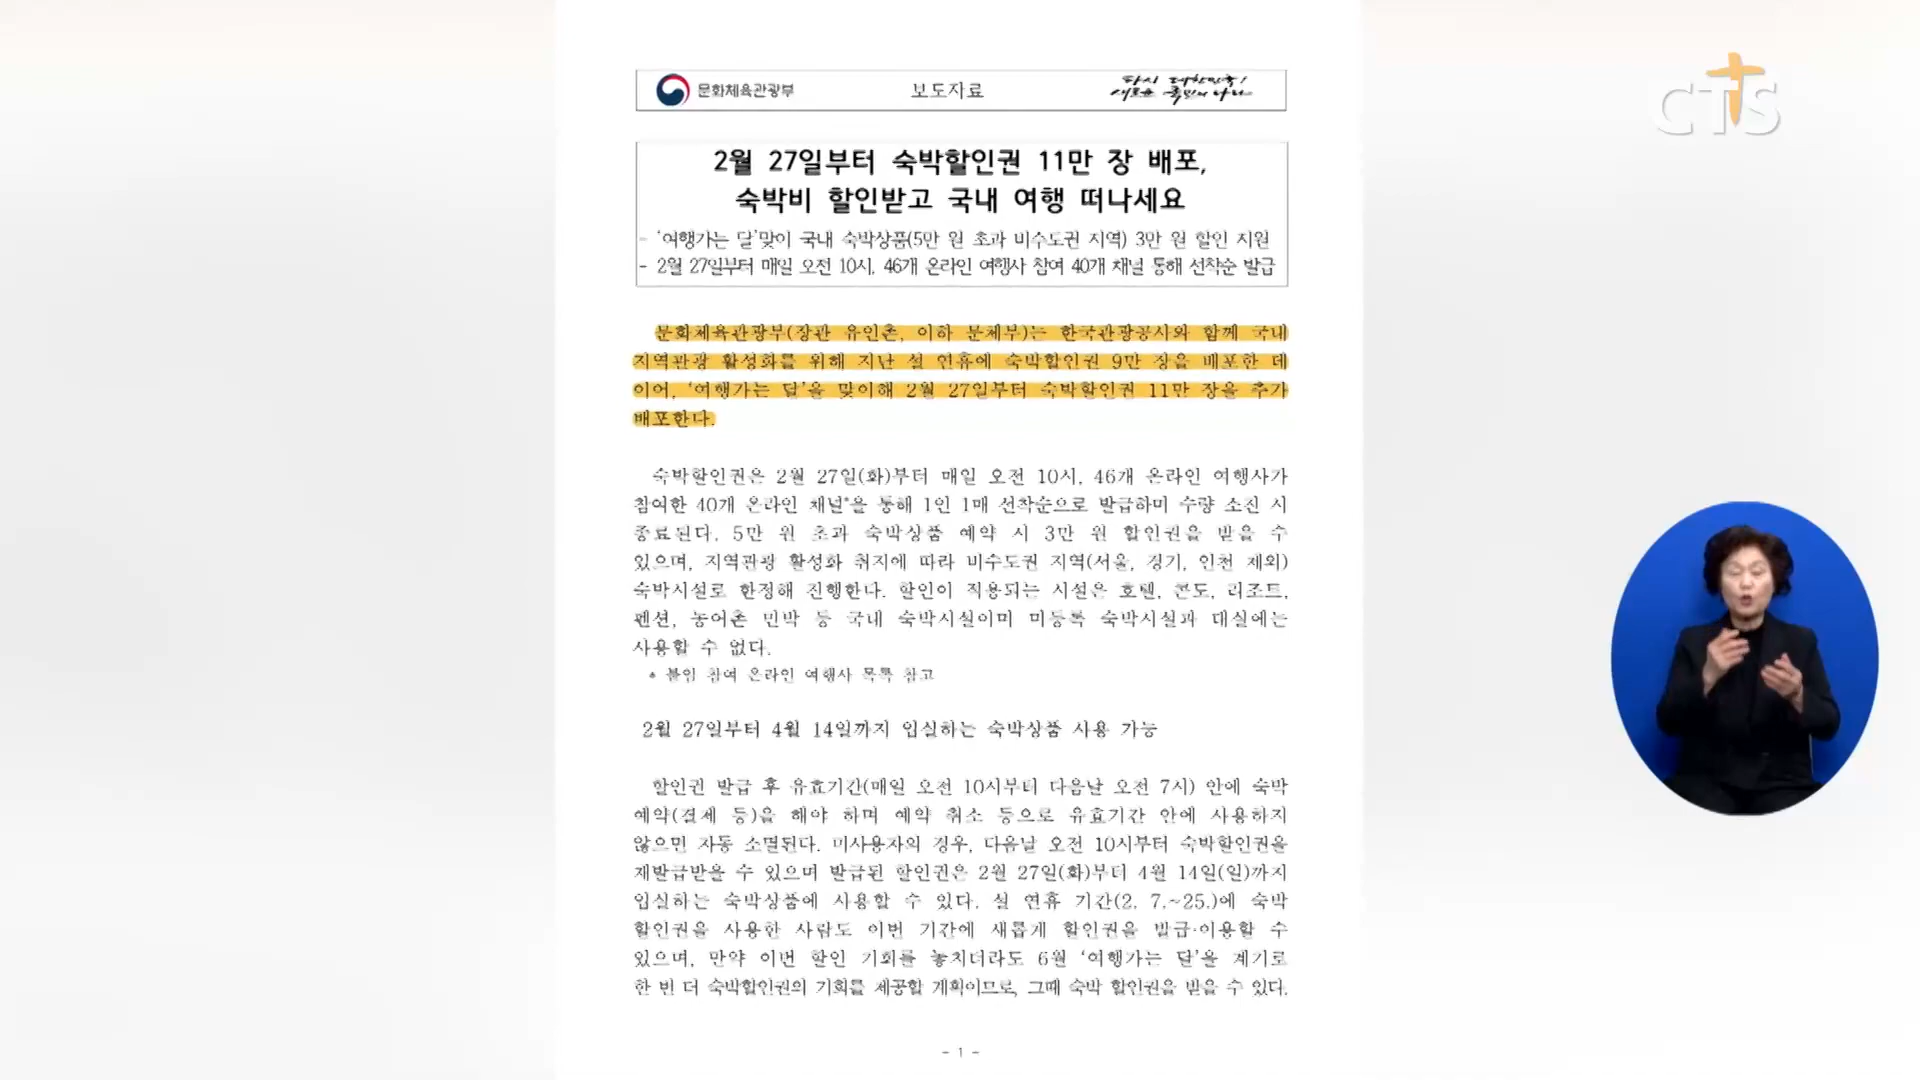 문화체육관광부
보도자료
다시 대한민국!
새로운 국민의 나라
CTS
2월 27일부터 숙박할인권 11만 장 배포,
숙박비 할인받고 국내 여행 떠나세요
- ‘여행가는 달’맞이 국내 숙박상품(5만 원 초과 비수도권 지역) 3만 원 할인 지원
- 2월 27일부터 매일 오전 10시, 46개 온라인 여행사 참여 40개 채널 통해 선착순 발급
문화체육관광부(장관 유인촌, 이하 문체부)는 한국관광공사와 함께 국내
지역관광 활성화를 위해 지난 설 연휴에 숙박할인권 9만 장을 배포한 데
이어, ‘여행가는 달’을 맞이해 2월 27일부터 숙박할인권 11만 장을 추가
배포한다.
숙박할인권은 2월 27일(화)부터 매일 오전 10시, 46개 온라인 여행사가
참여한 40개 온라인 채널*을 통해 1인 1매 선착순으로 발급하며 수량 소진 시
종료된다. 5만 원 초과 숙박상품 예약 시 3만 원 할인권을 받을 수
있으며, 지역관광 활성화 취지에 따라 비수도권 지역(서울, 경기, 인천 제외)
숙박시설로 한정해 진행한다. 할인이 적용되는 시설은 호텔, 콘도, 리조트,
펜션, 농어촌 민박 등 국내 숙박시설이며 미등록 숙박시설과 대실에는
사용할 수 없다.
* 붙임 참여 온라인 여행사 목록 참고
2월 27일부터 4월 14일까지 입실하는 숙박상품 사용 가능
할인권 발급 후 유효기간(매일 오전 10시부터 다음날 오전 7시) 안에 숙박
예약(결제 등)을 해야 하며 예약 취소 등으로 유효기간 안에 사용하지
않으면 자동 소멸된다. 미사용자의 경우, 다음날 오전 10시부터 숙박할인권을
재발급받을 수 있으며 발급된 할인권은 2월 27일(화)부터 4월 14일(일)까지
입실하는 숙박상품에 사용할 수 있다. 설 연휴 기간(2. 7.~25.)에 숙박
할인권을 사용한 사람도 이번 기간에 새롭게 할인권을 발급·이용할 수
있으며, 만약 이번 할인 기회를 놓치더라도 6월 ‘여행가는 달’을 계기로
한 번 더 숙박할인권의 기회를 제공할 계획이므로, 그때 숙박 할인권을 받을 수 있다.
- 1 -